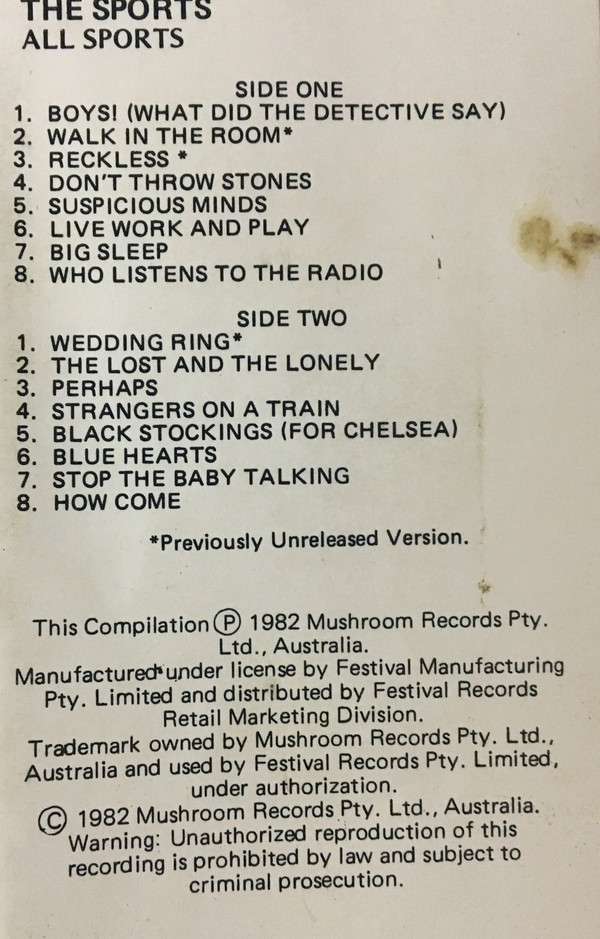 THE SPORTS
ALL SPORTS
SIDE ONE
1. BOYS! (WHAT DID THE DETECTIVE SAY)
2. WALK IN THE ROOM*
3. RECKLESS *
4. DON'T THROW STONES
5. SUSPICIOUS MINDS
6. LIVE WORK AND PLAY
7. BIG SLEEP
8. WHO LISTENS TO THE RADIO
SIDE TWO
1. WEDDING RING*
2. THE LOST AND THE LONELY
3. PERHAPS
4. STRANGERS ON A TRAIN
5. BLACK STOCKINGS (FOR CHELSEA)
6. BLUE HEARTS
7. STOP THE BABY TALKING
8. HOW COME
*Previously Unreleased Version.
This Compilation Ⓟ 1982 Mushroom Records Pty.
Ltd., Australia.
Manufactured under license by Festival Manufacturing
Pty. Limited and distributed by Festival Records
Retail Marketing Division.
Trademark owned by Mushroom Records Pty. Ltd.,
Australia and used by Festival Records Pty. Limited,
under authorization.
© 1982 Mushroom Records Pty. Ltd., Australia.
Warning: Unauthorized reproduction of this
recording is prohibited by law and subject to
criminal prosecution.